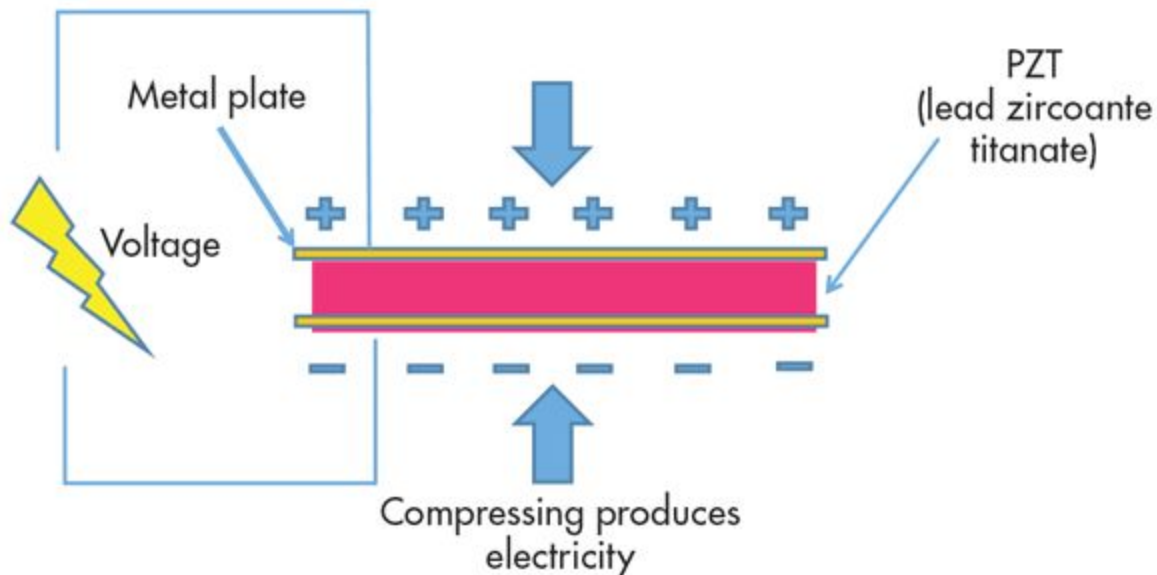 Metal plate
PZT
(lead zircoante
titanate)
Voltage
Compressing produces
electricity